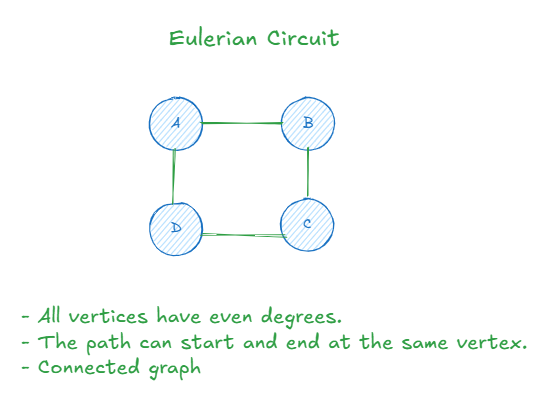 Eulerian Circuit
A
B
D
C
- All vertices have even degrees.
- The path can start and end at the same vertex.
- Connected graph